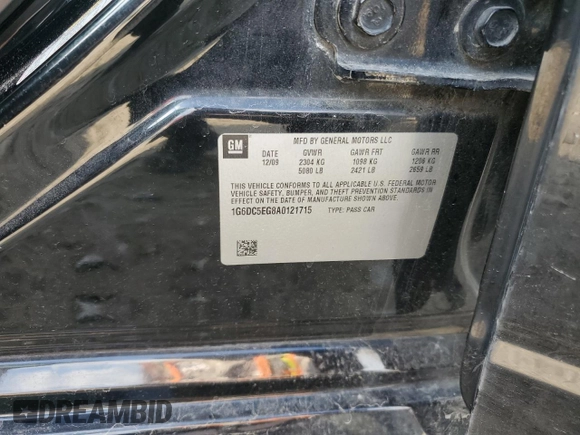 GM
MFD BY GENERAL MOTORS LLC
DATE GVWR GAWR FRT GAWR RR
12/09 2304 KG 1098 KG 1206 KG
5080 LB 2421 LB 2659 LB
THIS VEHICLE CONFORMS TO ALL APPLICABLE U.S. FEDERAL MOTOR
VEHICLE SAFETY, BUMPER, AND THEFT PREVENTION STANDARDS IN
EFFECT ON THE DATE OF MANUFACTURE SHOWN ABOVE.
1G6DC5EG8A0121715 TYPE: PASS CAR
DREAMBID